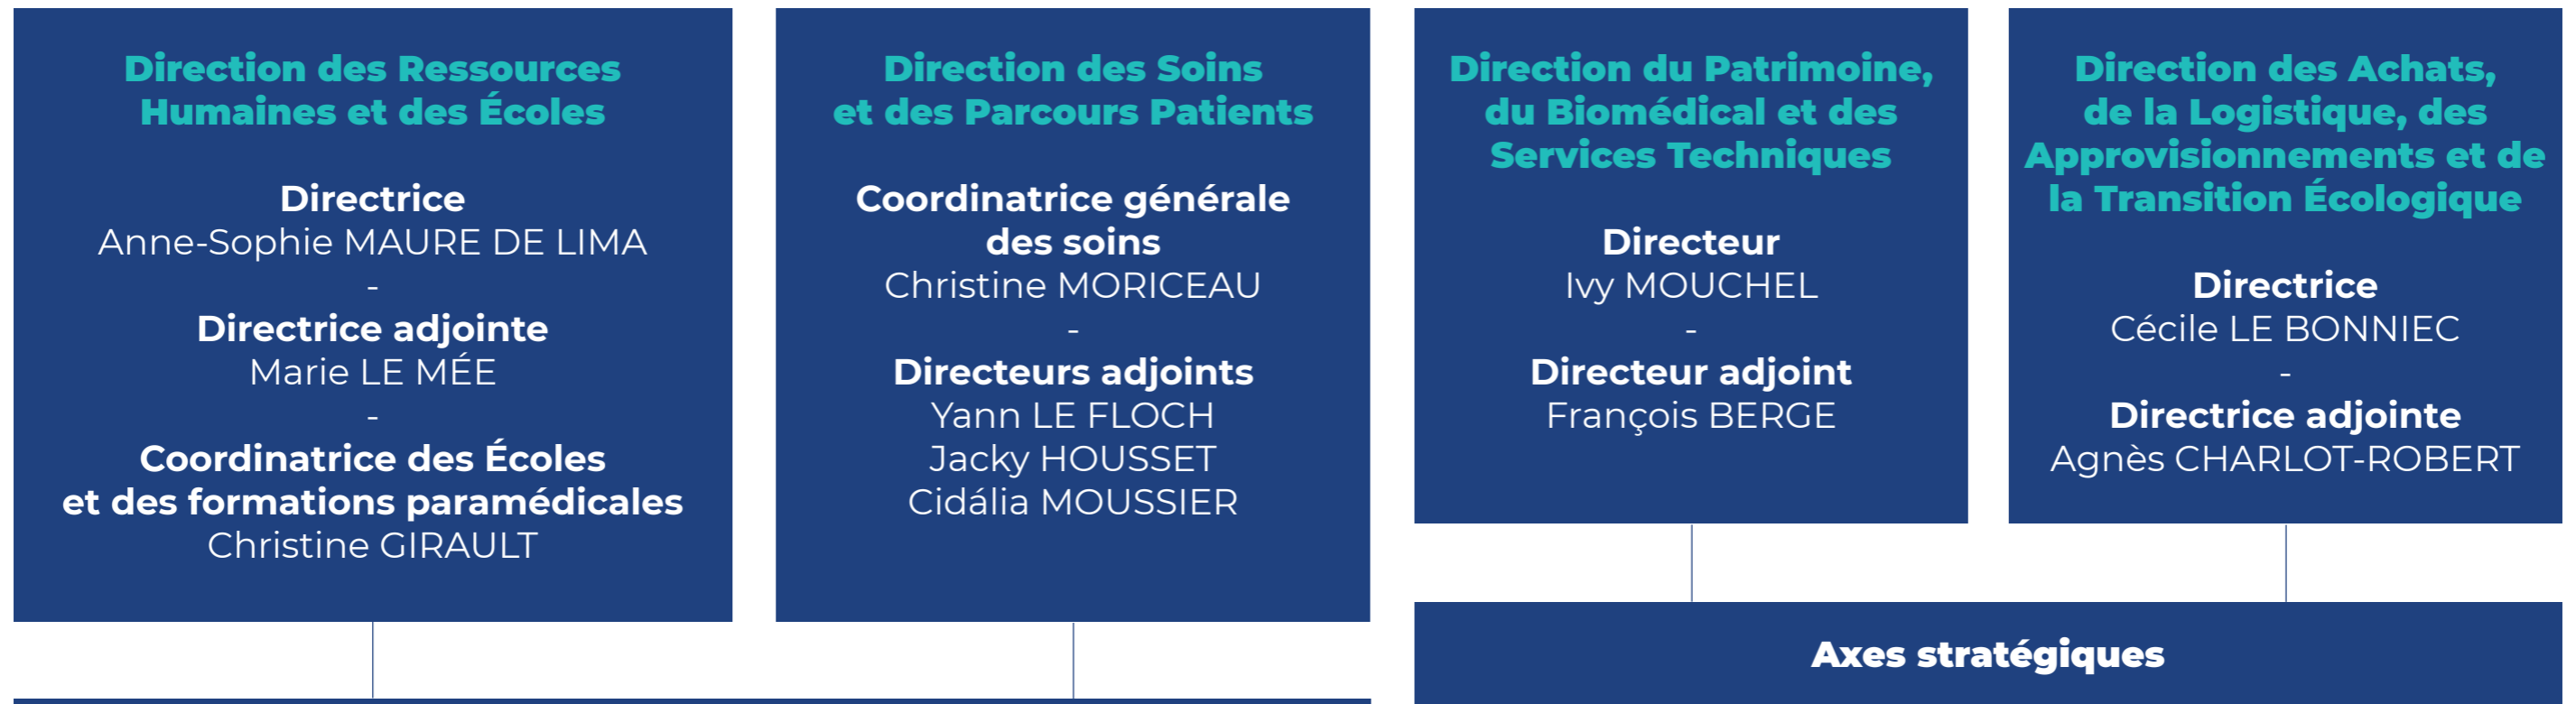 Direction des Ressources
Humaines et des Écoles
Directrice
Anne-Sophie MAURE DE LIMA
-
Directrice adjointe
Marie LE MÉE
-
Coordinatrice des Écoles
et des formations paramédicales
Christine GIRAULT
Direction des Soins
et des Parcours Patients
Coordinatrice générale
des soins
Christine MORICEAU
-
Directeurs adjoints
Yann LE FLOCH
Jacky HOUSSET
Cidália MOUSSIER
Direction du Patrimoine,
du Biomédical et des
Services Techniques
Directeur
Ivy MOUCHEL
-
Directeur adjoint
François BERGE
Direction des Achats,
de la Logistique, des
Approvisionnements et de
la Transition Écologique
Directrice
Cécile LE BONNIEC
-
Directrice adjointe
Agnès CHARLOT-ROBERT
Axes stratégiques